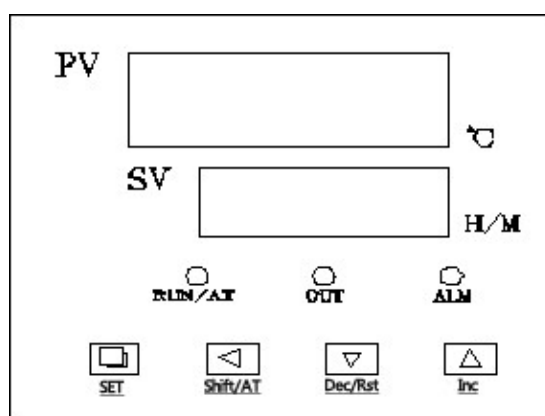 PV
℃
SV
H/M
RUN/AT OUT ALM
SET Shift/AT Dec/Rst Inc